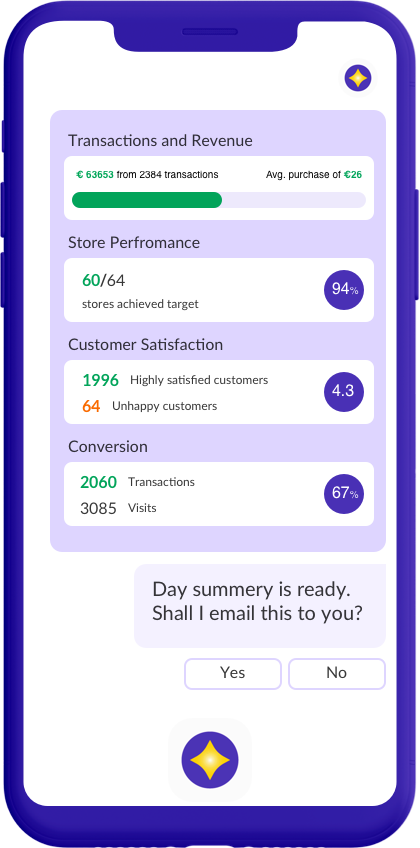 Transactions and Revenue
€ 63653 from 2384 transactions Avg. purchase of €26
Store Perfromance
60/64 94%
stores achieved target
Customer Satisfaction
1996 Highly satisfied customers 4.3
64 Unhappy customers
Conversion
2060 Transactions 67%
3085 Visits
Day summery is ready.
Shall I email this to you?
Yes No